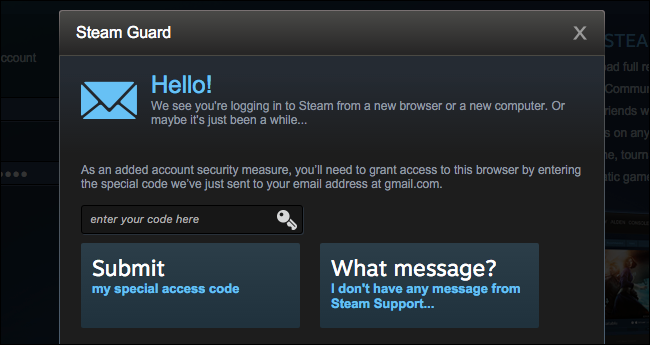 Steam Guard
X
STEA
Hello!
ccount
We see you're logging in to Steam from a new browser or a new computer. Or
maybe it's just been a while...
ad full re
Commun
riends w
s on any
As an added account security measure, you'll need to grant access to this browser by entering
the special code we've just sent to your email address at gmail.com.
e, tourn
atic game
enter your code here
Submit
my special access code
What message?
I don't have any message from
Steam Support...